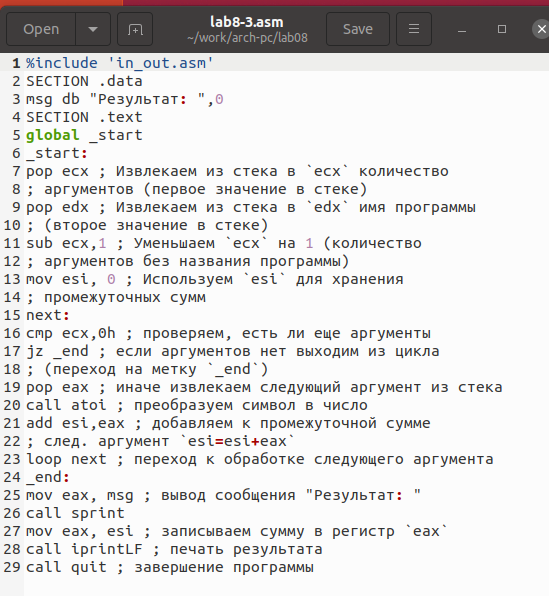 Open
lab8-3.asm
~/work/arch-pc/lab08
Save
1 %include 'in_out.asm'
2 SECTION .data
3 msg db "Результат: ",0
4 SECTION .text
5 global _start
6 _start:
7 pop ecx ; Извлекаем из стека в `ecx` количество
8 ; аргументов (первое значение в стеке)
9 pop edx ; Извлекаем из стека в `edx` имя программы
10 ; (второе значение в стеке)
11 sub ecx,1 ; Уменьшаем `ecx` на 1 (количество
12 ; аргументов без названия программы)
13 mov esi, 0 ; Используем `esi` для хранения
14 ; промежуточных сумм
15 next:
16 cmp ecx,0h ; проверяем, есть ли еще аргументы
17 jz _end ; если аргументов нет выходим из цикла
18 ; (переход на метку `_end`)
19 pop eax ; иначе извлекаем следующий аргумент из стека
20 call atoi ; преобразуем символ в число
21 add esi,eax ; добавляем к промежуточной сумме
22 ; след. аргумент `esi=esi+eax`
23 loop next ; переход к обработке следующего аргумента
24 _end:
25 mov eax, msg ; вывод сообщения "Результат: "
26 call sprint
27 mov eax, esi ; записываем сумму в регистр `eax`
28 call iprintLF ; печать результата
29 call quit ; завершение программы